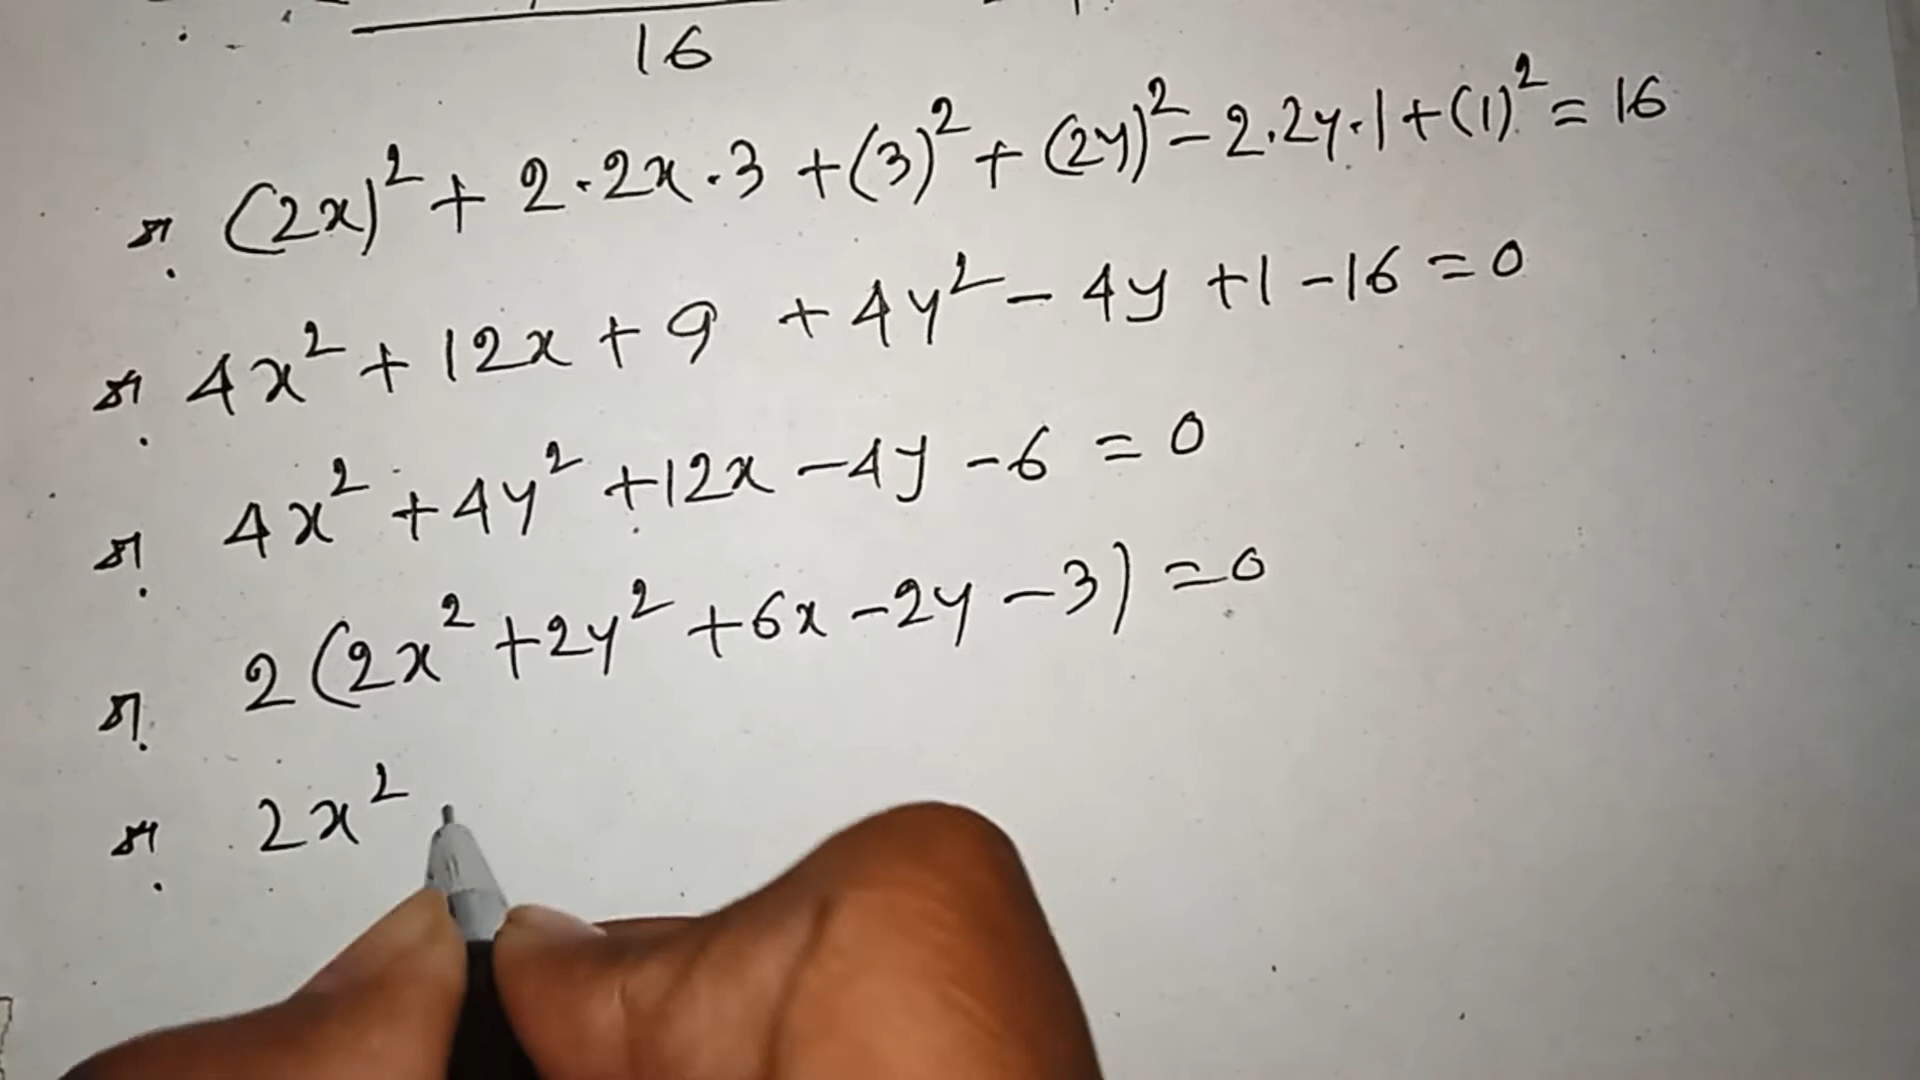 16
বা, (2x)² + 2·2x·3 + (3)² + (2y)² - 2·2y·1 + (1)² = 16
বা, 4x² + 12x + 9 + 4y² - 4y + 1 - 16 = 0
বা, 4x² + 4y² + 12x - 4y - 6 = 0
বা, 2(2x² + 2y² + 6x - 2y - 3) = 0
বা, 2x²